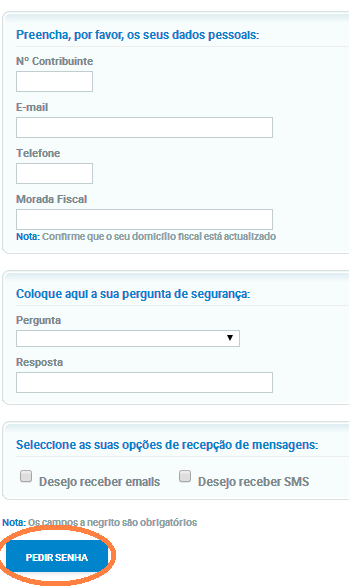 Preencha, por favor, os seus dados pessoais:
Nº Contribuinte
E-mail
Telefone
Morada Fiscal
Nota: Confirme que o seu domicílio fiscal está actualizado
Coloque aqui a sua pergunta de segurança:
Pergunta
Resposta
Seleccione as suas opções de recepção de mensagens:
Desejo receber emails Desejo receber SMS
Nota: Os campos a negrito são obrigatórios
PEDIR SENHA